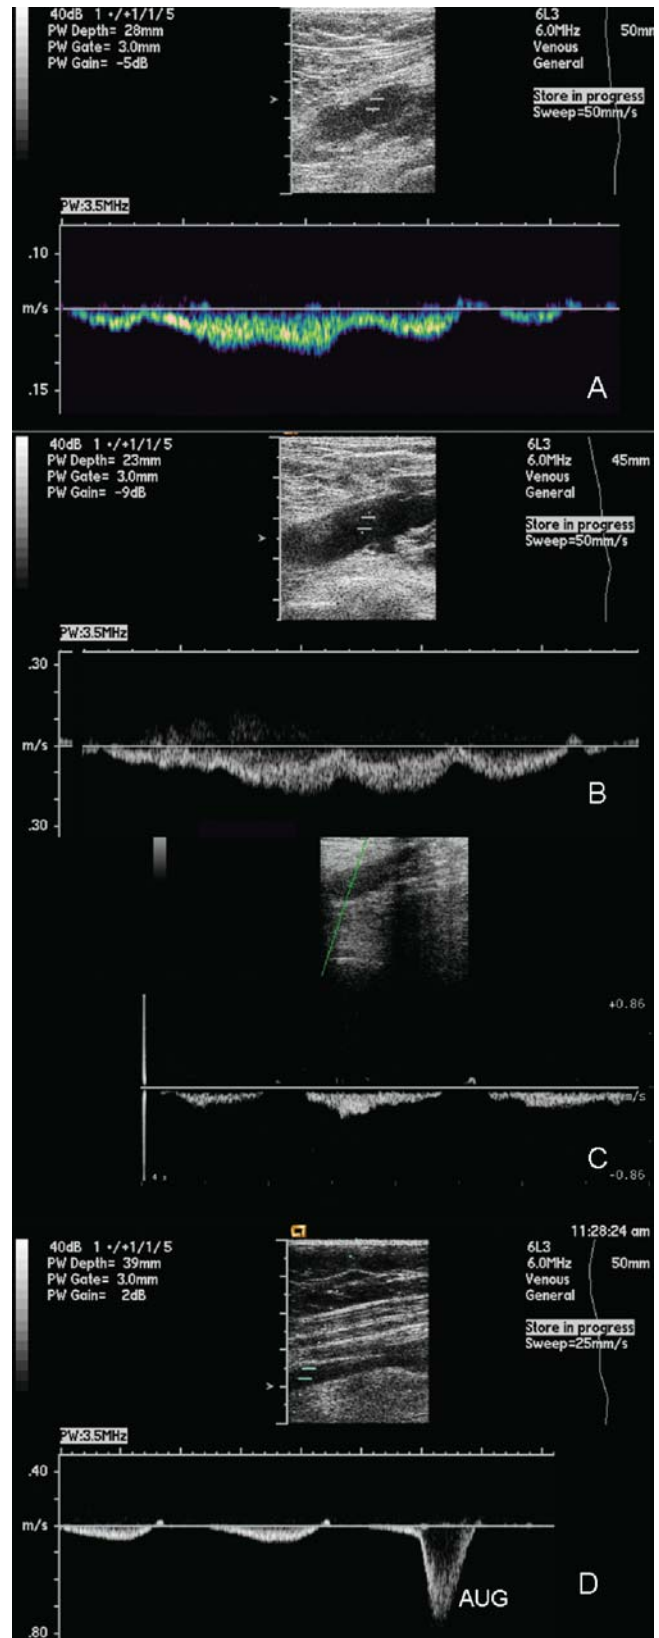 40dB 1 •/+1/1/5
PW Depth= 28mm
PW Gate= 3.0mm
PW Gain= -5dB
6L3
6.0MHz 50mm
Venous
General
Store in progress
Sweep=50mm/s
PW:3.5MHz
.10
m/s
.15
A
40dB 1 •/+1/1/5
PW Depth= 23mm
PW Gate= 3.0mm
PW Gain= -9dB
6L3
6.0MHz 45mm
Venous
General
Store in progress
Sweep=50mm/s
PW:3.5MHz
.30
m/s
.30
B
+0.86
m/s
-0.86
C
11:28:24 am
40dB 1 •/+1/1/5
PW Depth= 39mm
PW Gate= 3.0mm
PW Gain= 2dB
6L3
6.0MHz 50mm
Venous
General
Store in progress
Sweep=25mm/s
PW:3.5MHz
.40
m/s
.80
AUG
D